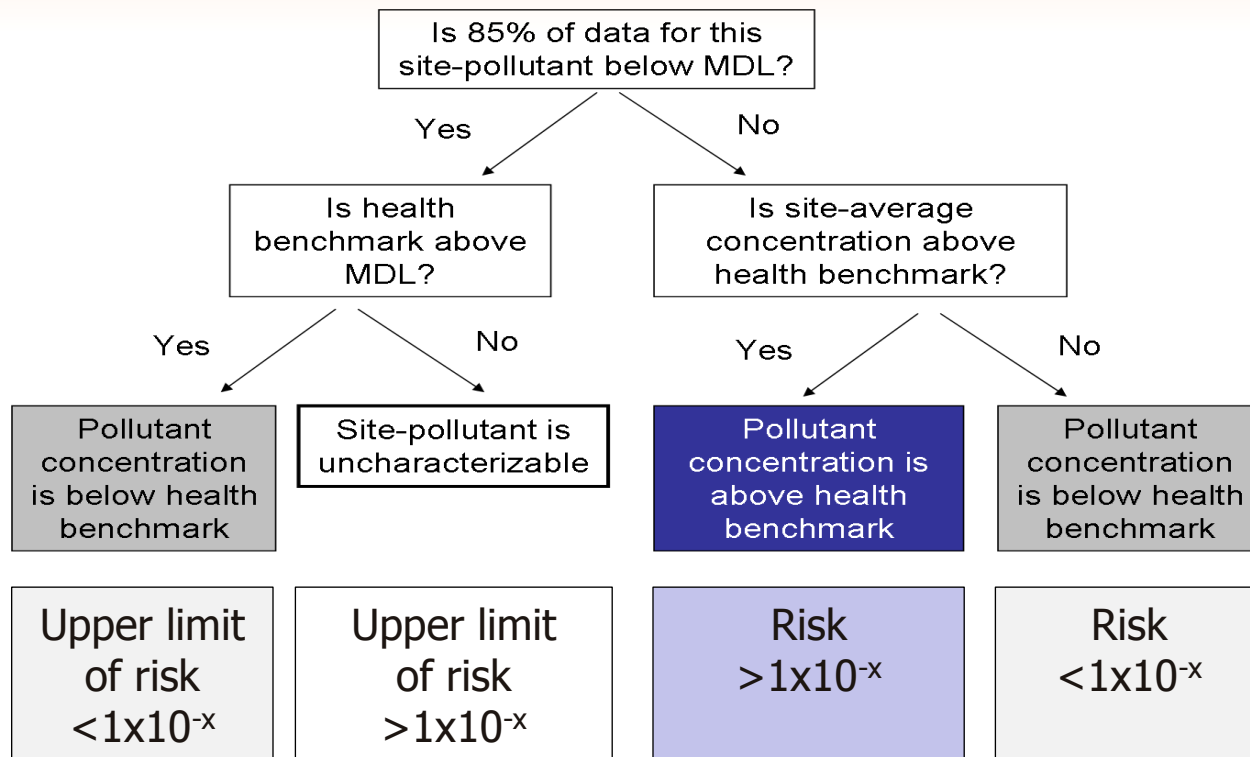 Is 85% of data for this
site-pollutant below MDL?
Yes
No
Is health
benchmark above
MDL?
Is site-average
concentration above
health benchmark?
Yes
No
Yes
No
Pollutant
concentration
is below health
benchmark
Site-pollutant is
uncharacterizable
Pollutant
concentration is
above health
benchmark
Pollutant
concentration
is below health
benchmark
Upper limit
of risk
<1x10⁻ˣ
Upper limit
of risk
>1x10⁻ˣ
Risk
>1x10⁻ˣ
Risk
<1x10⁻ˣ